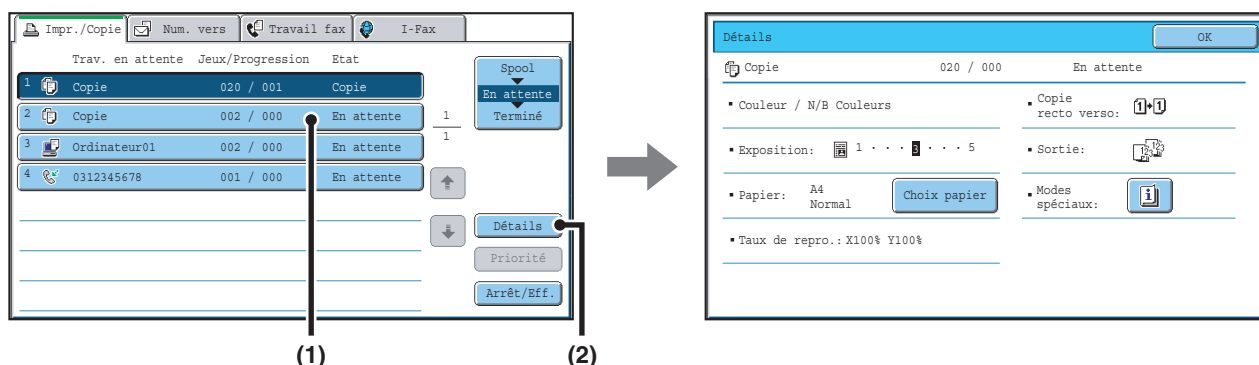 Impr./Copie Num. vers Travail fax I-Fax
Trav. en attente Jeux/Progression Etat
1 Copie 020 / 001 Copie
2 Copie 002 / 000 En attente
3 Ordinateur01 002 / 000 En attente
4 0312345678 001 / 000 En attente
1
1
Spool
En attente
Terminé
Détails
Priorité
Arrêt/Eff.
(1) (2)
Détails OK
Copie 020 / 000 En attente
▪ Couleur / N/B Couleurs
▪ Copie
recto verso: 1 1
▪ Exposition: 1 · · · 3 · · · 5
▪ Sortie: 123 123
▪ Papier: A4
Normal
Choix papier
▪ Modes
spéciaux:
▪ Taux de repro.: X100% Y100%